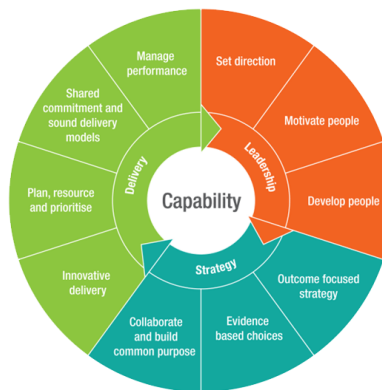 Capability
Leadership
Set direction
Motivate people
Develop people
Strategy
Outcome focused
strategy
Evidence
based choices
Collaborate
and build
common purpose
Delivery
Innovative
delivery
Plan, resource
and prioritise
Shared
commitment and
sound delivery
models
Manage
performance